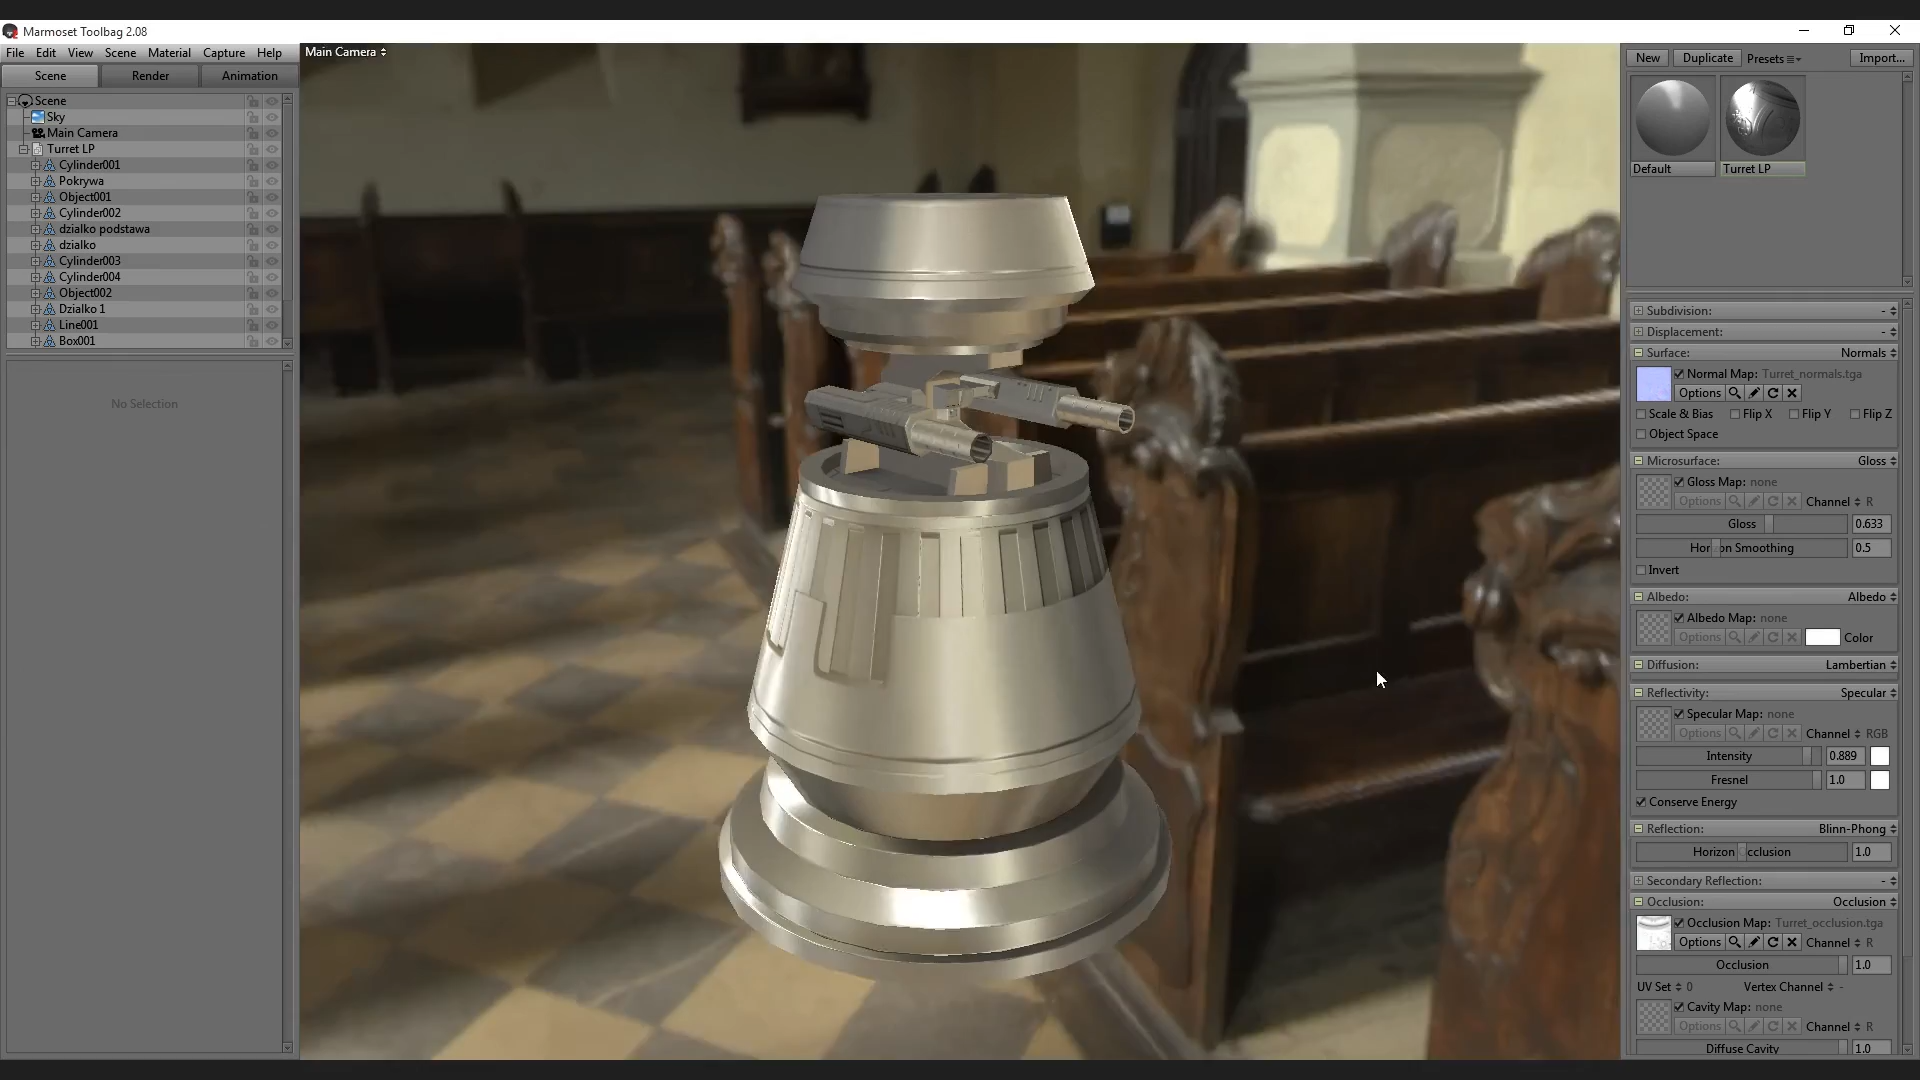 Marmoset Toolbag 2.08
File Edit View Scene Material Capture Help
Scene Render Animation
Main Camera
Scene
Sky
Main Camera
Turret LP
Cylinder001
Pokrywa
Object001
Cylinder002
dzialko podstawa
dzialko
Cylinder003
Cylinder004
Object002
Dzialko 1
Line001
Box001
No Selection
New Duplicate Presets Import...
Default Turret LP
Subdivision: -
Displacement: -
Surface: Normals
Normal Map: Turret_normals.tga
Options
Scale & Bias Flip X Flip Y Flip Z
Object Space
Microsurface: Gloss
Gloss Map: none
Options Channel R
Gloss 0.633
Horizon Smoothing 0.5
Invert
Albedo: Albedo
Albedo Map: none
Options Color
Diffusion: Lambertian
Reflectivity: Specular
Specular Map: none
Options Channel RGB
Intensity 0.889
Fresnel 1.0
Conserve Energy
Reflection: Blinn-Phong
Horizon Occlusion 1.0
Secondary Reflection: -
Occlusion: Occlusion
Occlusion Map: Turret_occlusion.tga
Options Channel R
Occlusion 1.0
UV Set 0 Vertex Channel -
Cavity Map: none
Options Channel R
Diffuse Cavity 1.0